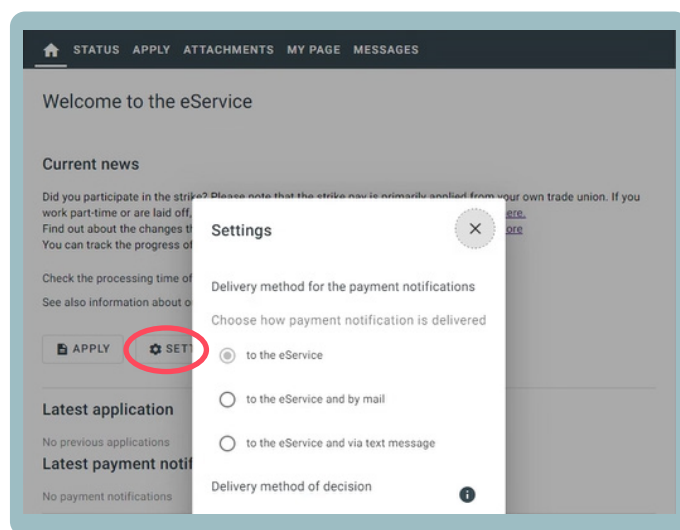 STATUS APPLY ATTACHMENTS MY PAGE MESSAGES
Welcome to the eService
Current news
Did you participate in the strike? Please note that the strike pay is primarily applied from your own trade union. If you
work part-time or are laid off, ere.
Find out about the changes ore
You can track the progress of
Check the processing time of
See also information about
APPLY SETT
Latest application
No previous applications
Latest payment notif
No payment notifications
Settings
Delivery method for the payment notifications
Choose how payment notification is delivered
to the eService
to the eService and by mail
to the eService and via text message
Delivery method of decision